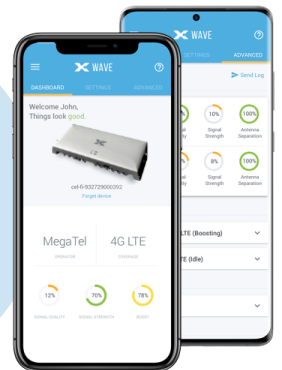 WAVE
DASHBOARD SETTINGS ADVANCED
Welcome John,
Things look good.
cel-fi-932729000392
Forget device
MegaTel 4G LTE
OPERATOR COVERAGE
12% 70% 78%
SIGNAL QUALITY SIGNAL STRENGTH BOOST
WAVE
SETTINGS ADVANCED
Send Log
10% 100%
Signal Strength
Antenna Separation
8% 100%
Signal Strength
Antenna Separation
LTE (Boosting)
TE (Idle)